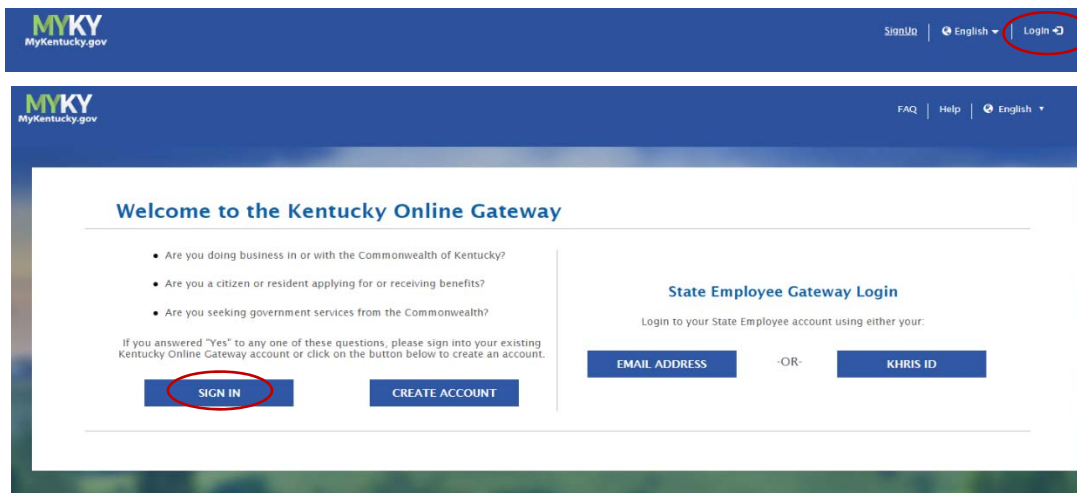 MYKY
MyKentucky.gov
SignUp
English
Login
MYKY
MyKentucky.gov
FAQ
Help
English
Welcome to the Kentucky Online Gateway
Are you doing business in or with the Commonwealth of Kentucky?
Are you a citizen or resident applying for or receiving benefits?
Are you seeking government services from the Commonwealth?
If you answered "Yes" to any one of these questions, please sign into your existing
Kentucky Online Gateway account or click on the button below to create an account.
SIGN IN
CREATE ACCOUNT
State Employee Gateway Login
Login to your State Employee account using either your:
EMAIL ADDRESS
-OR-
KHRIS ID